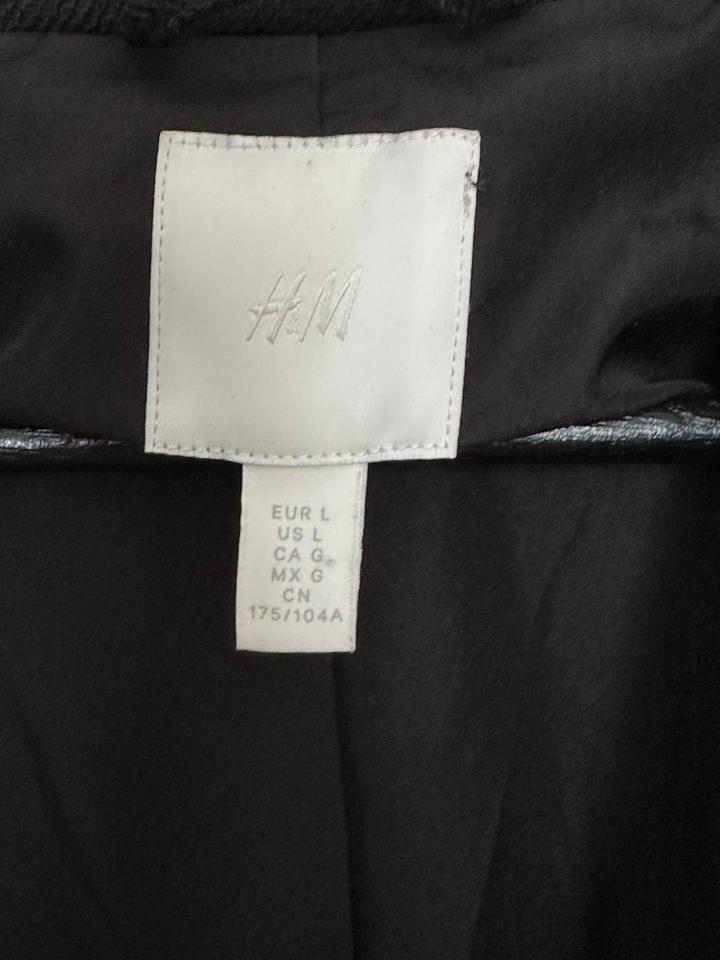 H&M
EUR L
US L
CA G
MX G
CN
175/104A